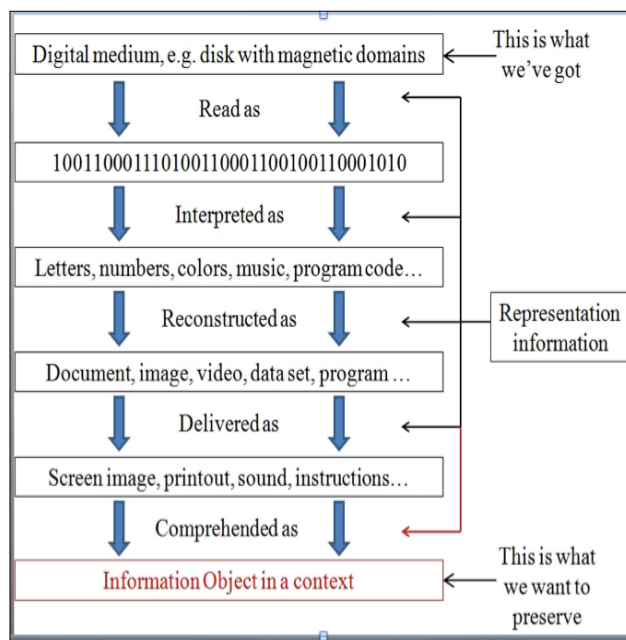 Digital medium, e.g. disk with magnetic domains
This is what
we've got
Read as
100110001110100110001100100110001010
Interpreted as
Letters, numbers, colors, music, program code...
Reconstructed as
Representation
information
Document, image, video, data set, program ...
Delivered as
Screen image, printout, sound, instructions...
Comprehended as
Information Object in a context
This is what
we want to
preserve